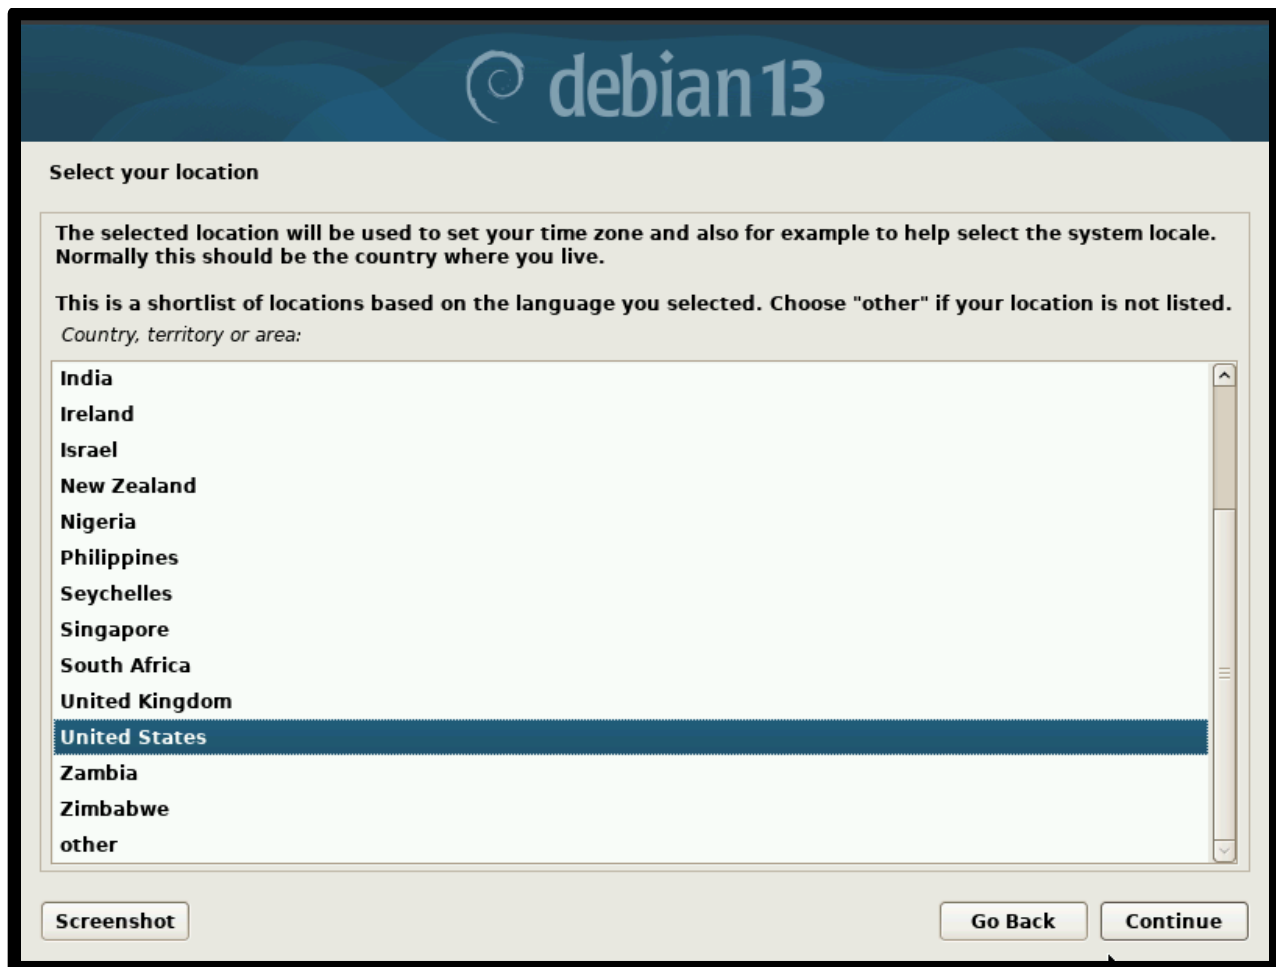 debian 13
Select your location
The selected location will be used to set your time zone and also for example to help select the system locale.
Normally this should be the country where you live.
This is a shortlist of locations based on the language you selected. Choose "other" if your location is not listed.
Country, territory or area:
India
Ireland
Israel
New Zealand
Nigeria
Philippines
Seychelles
Singapore
South Africa
United Kingdom
United States
Zambia
Zimbabwe
other
Screenshot Go Back Continue